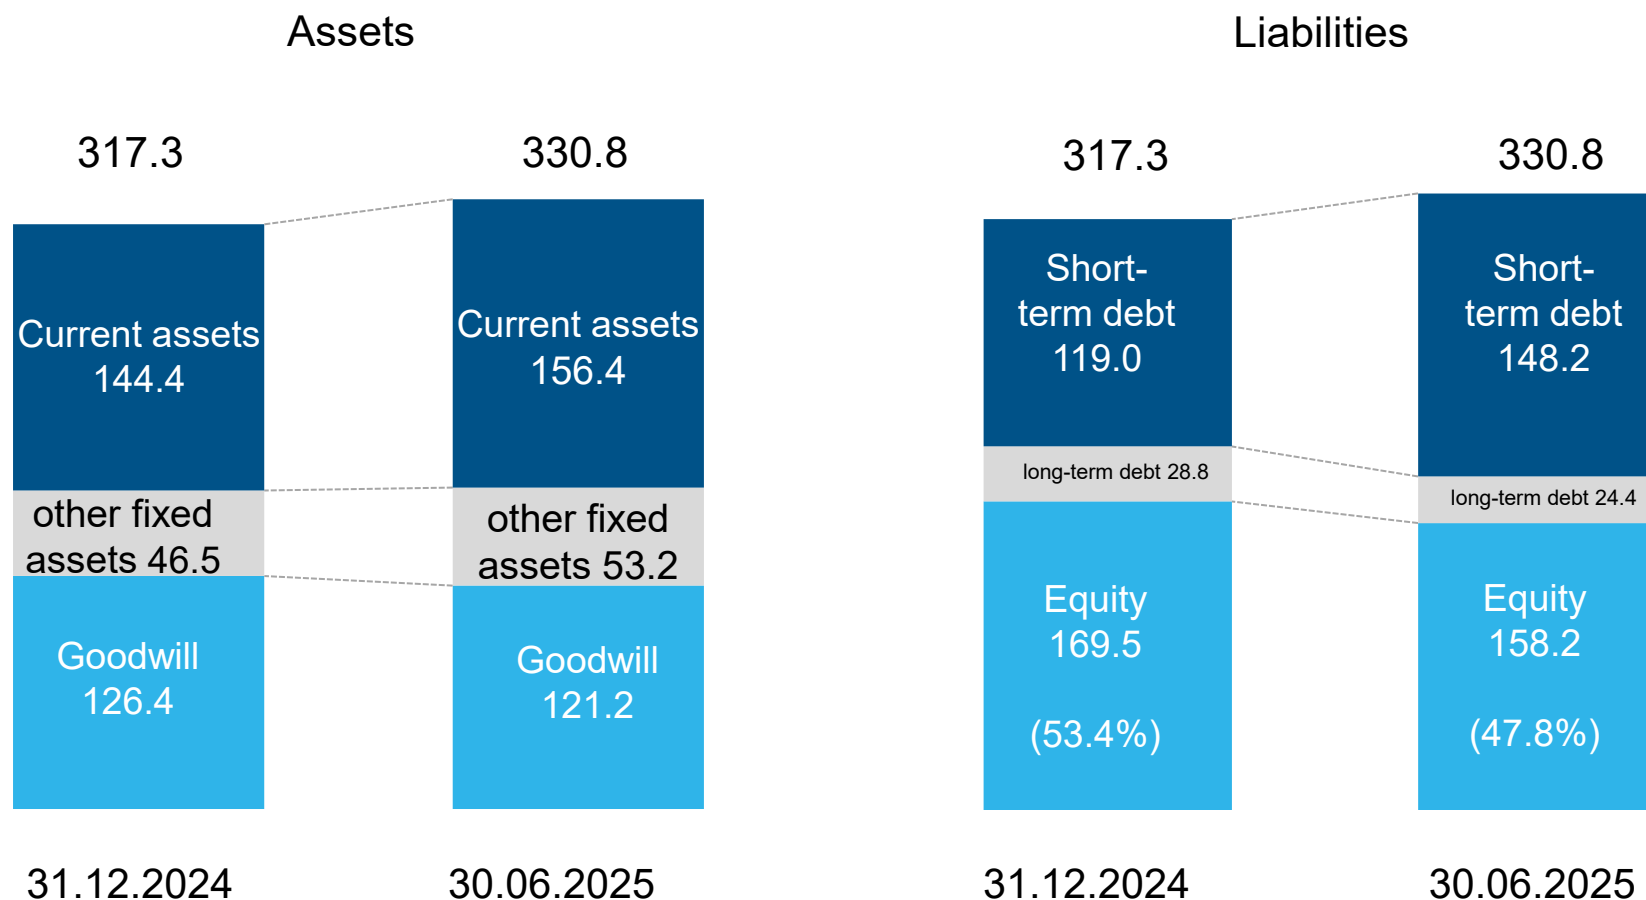 Assets
Liabilities
317.3
330.8
317.3
330.8
Current assets
144.4
other fixed
assets 46.5
Goodwill
126.4
Current assets
156.4
other fixed
assets 53.2
Goodwill
121.2
Short-
term debt
119.0
long-term debt 28.8
Equity
169.5
(53.4%)
Short-
term debt
148.2
long-term debt 24.4
Equity
158.2
(47.8%)
31.12.2024
30.06.2025
31.12.2024
30.06.2025